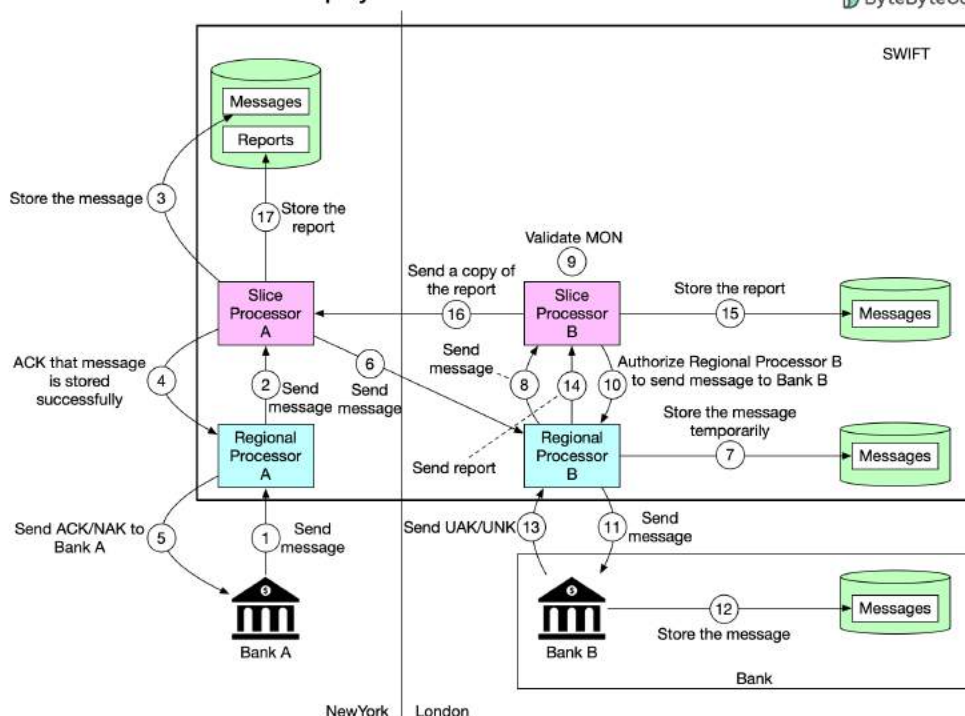 SWIFT
Messages
Reports
Store the message
3
17
Store the
report
Validate MON
9
Send a copy of
the report
16
Slice
Processor
A
Slice
Processor
B
Store the report
15
Messages
ACK that message
is stored
successfully
4
2
Send
message
6
Send
message
Send
message
8
14
10
Authorize Regional Processor B
to send message to Bank B
Store the message
temporarily
7
Messages
Regional
Processor
A
Send report
Regional
Processor
B
Send ACK/NAK to
Bank A
5
1
Send
message
Send UAK/UNK
13
11
Send
message
Bank A
Bank B
12
Store the message
Messages
Bank
NewYork
London